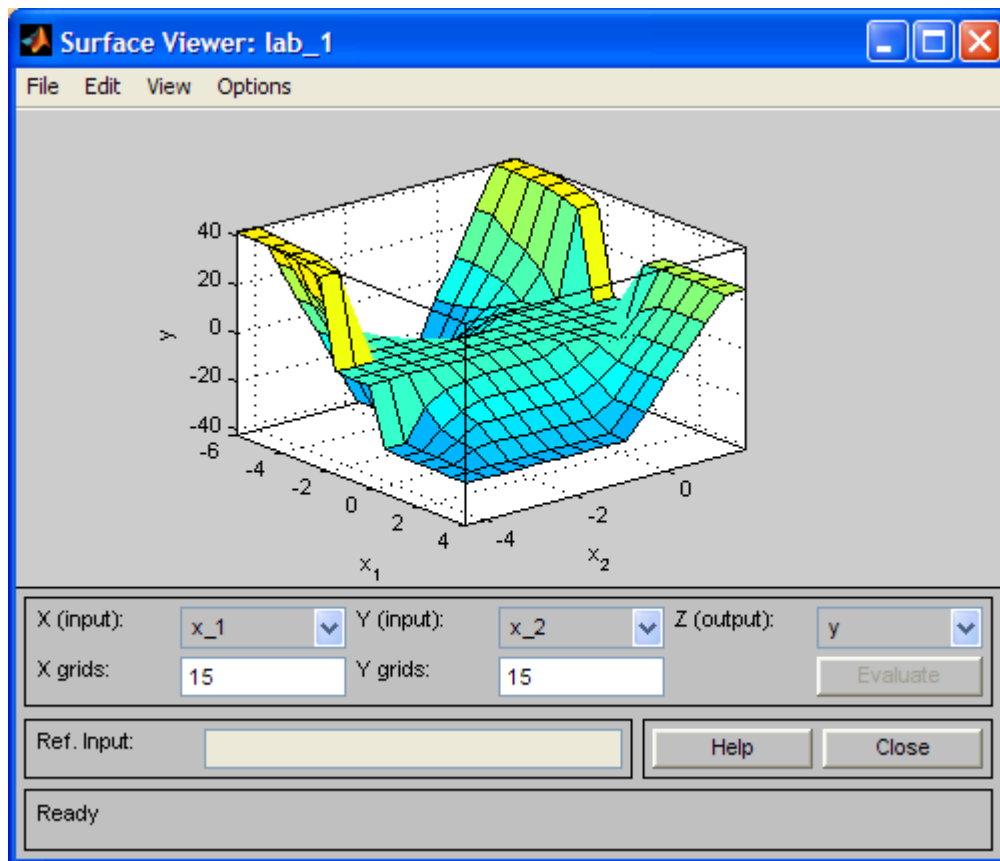 Surface Viewer: lab_1
File Edit View Options
40
20
0
-20
-40
y
-6
-4
-2
0
2
4
x1
-4
-2
0
x2
X (input): x_1 Y (input): x_2 Z (output): y
X grids: 15 Y grids: 15 Evaluate
Ref. Input: Help Close
Ready